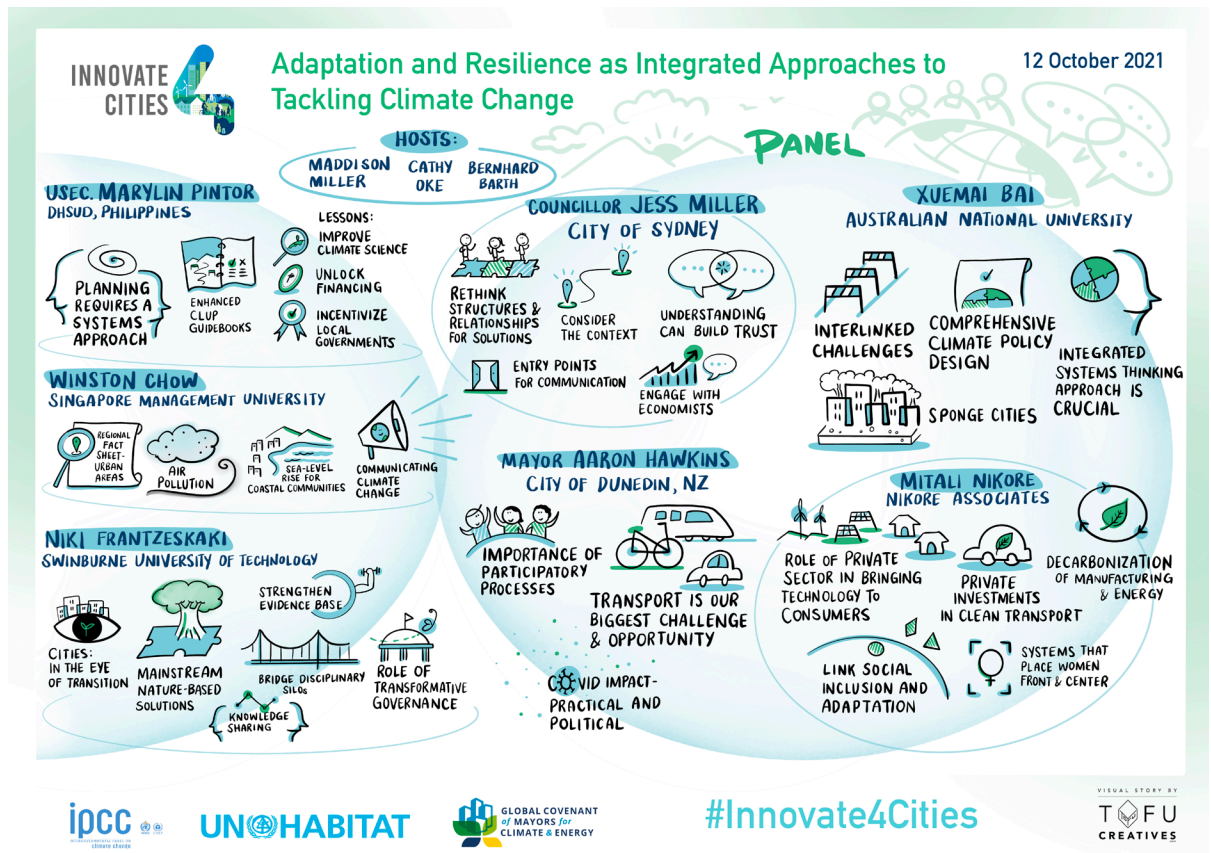 INNOVATE
4
CITIES
Adaptation and Resilience as Integrated Approaches to
Tackling Climate Change
12 October 2021
HOSTS:
MADDISON
MILLER
CATHY
OKE
BERNHARD
BARTH
PANEL
USEC. MARYLIN PINTOR
DHSUD, PHILIPPINES
PLANNING
REQUIRES A
SYSTEMS
APPROACH
ENHANCED
CLUP
GUIDEBOOKS
LESSONS:
IMPROVE
CLIMATE SCIENCE
UNLOCK
FINANCING
INCENTIVIZE
LOCAL
GOVERNMENTS
WINSTON CHOW
SINGAPORE MANAGEMENT UNIVERSITY
REGIONAL
FACT
SHEET-
URBAN
AREAS
AIR
POLLUTION
SEA-LEVEL
RISE FOR
COASTAL COMMUNITIES
COMMUNICATING
CLIMATE
CHANGE
NIKI FRANTZESKAKI
SWINBURNE UNIVERSITY OF TECHNOLOGY
CITIES:
IN THE EYE
OF TRANSITION
MAINSTREAM
NATURE-BASED
SOLUTIONS
STRENGTHEN
EVIDENCE BASE
BRIDGE DISCIPLINARY
SILOs
KNOWLEDGE
SHARING
ROLE OF
TRANSFORMATIVE
GOVERNANCE
COUNCILLOR JESS MILLER
CITY OF SYDNEY
RETHINK
STRUCTURES &
RELATIONSHIPS
FOR SOLUTIONS
CONSIDER
THE CONTEXT
UNDERSTANDING
CAN BUILD TRUST
ENTRY POINTS
FOR COMMUNICATION
ENGAGE WITH
ECONOMISTS
MAYOR AARON HAWKINS
CITY OF DUNEDIN, NZ
IMPORTANCE OF
PARTICIPATORY
PROCESSES
TRANSPORT IS OUR
BIGGEST CHALLENGE
& OPPORTUNITY
COVID IMPACT-
PRACTICAL AND
POLITICAL
XUEMAI BAI
AUSTRALIAN NATIONAL UNIVERSITY
INTERLINKED
CHALLENGES
COMPREHENSIVE
CLIMATE POLICY
DESIGN
INTEGRATED
SYSTEMS THINKING
APPROACH IS
CRUCIAL
SPONGE CITIES
MITALI NIKORE
NIKORE ASSOCIATES
ROLE OF PRIVATE
SECTOR IN BRINGING
TECHNOLOGY TO
CONSUMERS
PRIVATE
INVESTMENTS
IN CLEAN TRANSPORT
DECARBONIZATION
OF MANUFACTURING
& ENERGY
LINK SOCIAL
INCLUSION AND
ADAPTATION
SYSTEMS THAT
PLACE WOMEN
FRONT & CENTER
ipcc
climate change
UN HABITAT
GLOBAL COVENANT
of MAYORS for
CLIMATE & ENERGY
#Innovate4Cities
VISUAL STORY BY
TOFU
CREATIVES